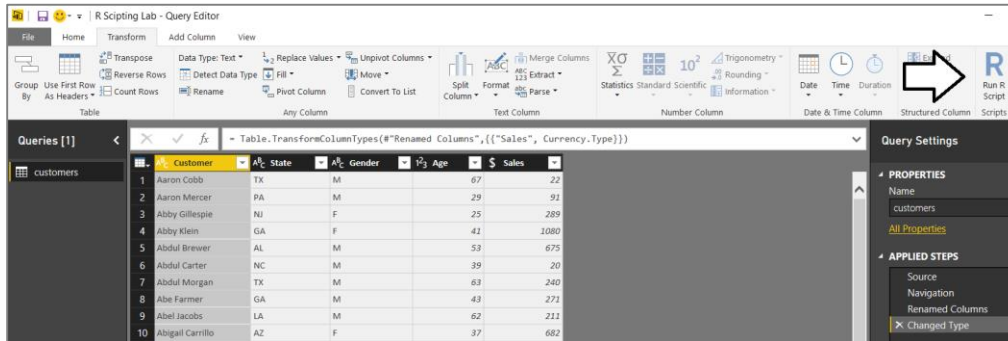 R Scipting Lab - Query Editor
File Home Transform Add Column View
Group By
Use First Row As Headers
Transpose
Reverse Rows
Count Rows
Table
Data Type: Text
Detect Data Type
Rename
Replace Values
Fill
Pivot Column
Unpivot Columns
Move
Convert To List
Any Column
Split Column
Format
Merge Columns
Extract
Parse
Text Column
Statistics
Standard
Scientific
Trigonometry
Rounding
Information
Number Column
Date
Time
Duration
Date & Time Column
Structured Column
Run R Script
Scripts
Queries [1]
customers
= Table.TransformColumnTypes(#"Renamed Columns",{{"Sales", Currency.Type}})
Customer State Gender Age Sales
1 Aaron Cobb TX M 67 22
2 Aaron Mercer PA M 29 91
3 Abby Gillespie NJ F 25 289
4 Abby Klein GA F 41 1080
5 Abdul Brewer AL M 53 675
6 Abdul Carter NC M 39 20
7 Abdul Morgan TX M 63 240
8 Abe Farmer GA M 43 271
9 Abel Jacobs LA M 62 211
10 Abigail Carrillo AZ F 37 682
Query Settings
PROPERTIES
Name
customers
All Properties
APPLIED STEPS
Source
Navigation
Renamed Columns
Changed Type